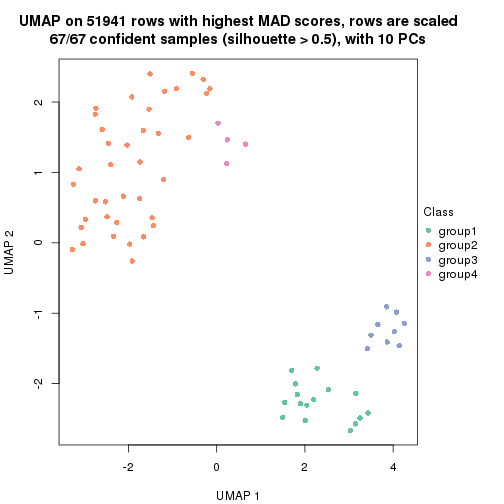 UMAP on 51941 rows with highest MAD scores, rows are scaled
67/67 confident samples (silhouette > 0.5), with 10 PCs
2
1
0
-1
-2
UMAP 2
-2
0
2
4
UMAP 1
Class
group1
group2
group3
group4